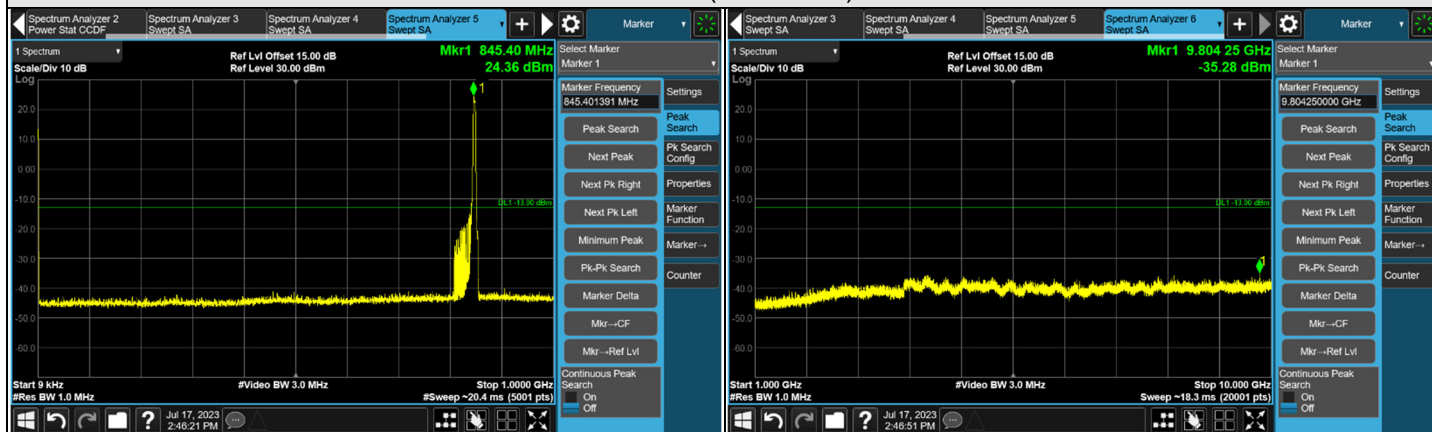 Spectrum Analyzer 2
Power Stat CCDF
Spectrum Analyzer 3
Swept SA
Spectrum Analyzer 4
Swept SA
Spectrum Analyzer 5
Swept SA
Marker
1 Spectrum
Scale/Div 10 dB
Log
Ref Lvl Offset 15.00 dB
Ref Level 30.00 dBm
Mkr1 845.40 MHz
24.36 dBm
1
20.0
10.0
0.00
-10.0
-20.0
-30.0
-40.0
-50.0
-60.0
DL1 -13.00 dBm
Start 9 kHz
#Res BW 1.0 MHz
#Video BW 3.0 MHz
Stop 1.0000 GHz
#Sweep ~20.4 ms (5001 pts)
Select Marker
Marker 1
Marker Frequency
845.401391 MHz
Peak Search
Next Peak
Next Pk Right
Next Pk Left
Minimum Peak
Pk-Pk Search
Marker Delta
Mkr→CF
Mkr→Ref Lvl
Continuous Peak
Search
On
Off
Settings
Peak
Search
Pk Search
Config
Properties
Marker
Function
Marker→
Counter
?
Jul 17, 2023
2:46:21 PM
Spectrum Analyzer 3
Swept SA
Spectrum Analyzer 4
Swept SA
Spectrum Analyzer 5
Swept SA
Spectrum Analyzer 6
Swept SA
Marker
1 Spectrum
Scale/Div 10 dB
Log
Ref Lvl Offset 15.00 dB
Ref Level 30.00 dBm
Mkr1 9.804 25 GHz
-35.28 dBm
20.0
10.0
0.00
-10.0
-20.0
-30.0
-40.0
-50.0
-60.0
DL1 -13.00 dBm
1
Start 1.000 GHz
#Res BW 1.0 MHz
#Video BW 3.0 MHz
Stop 10.000 GHz
Sweep ~18.3 ms (20001 pts)
Select Marker
Marker 1
Marker Frequency
9.804250000 GHz
Peak Search
Next Peak
Next Pk Right
Next Pk Left
Minimum Peak
Pk-Pk Search
Marker Delta
Mkr→CF
Mkr→Ref Lvl
Continuous Peak
Search
On
Off
Settings
Peak
Search
Pk Search
Config
Properties
Marker
Function
Marker→
Counter
?
Jul 17, 2023
2:46:51 PM